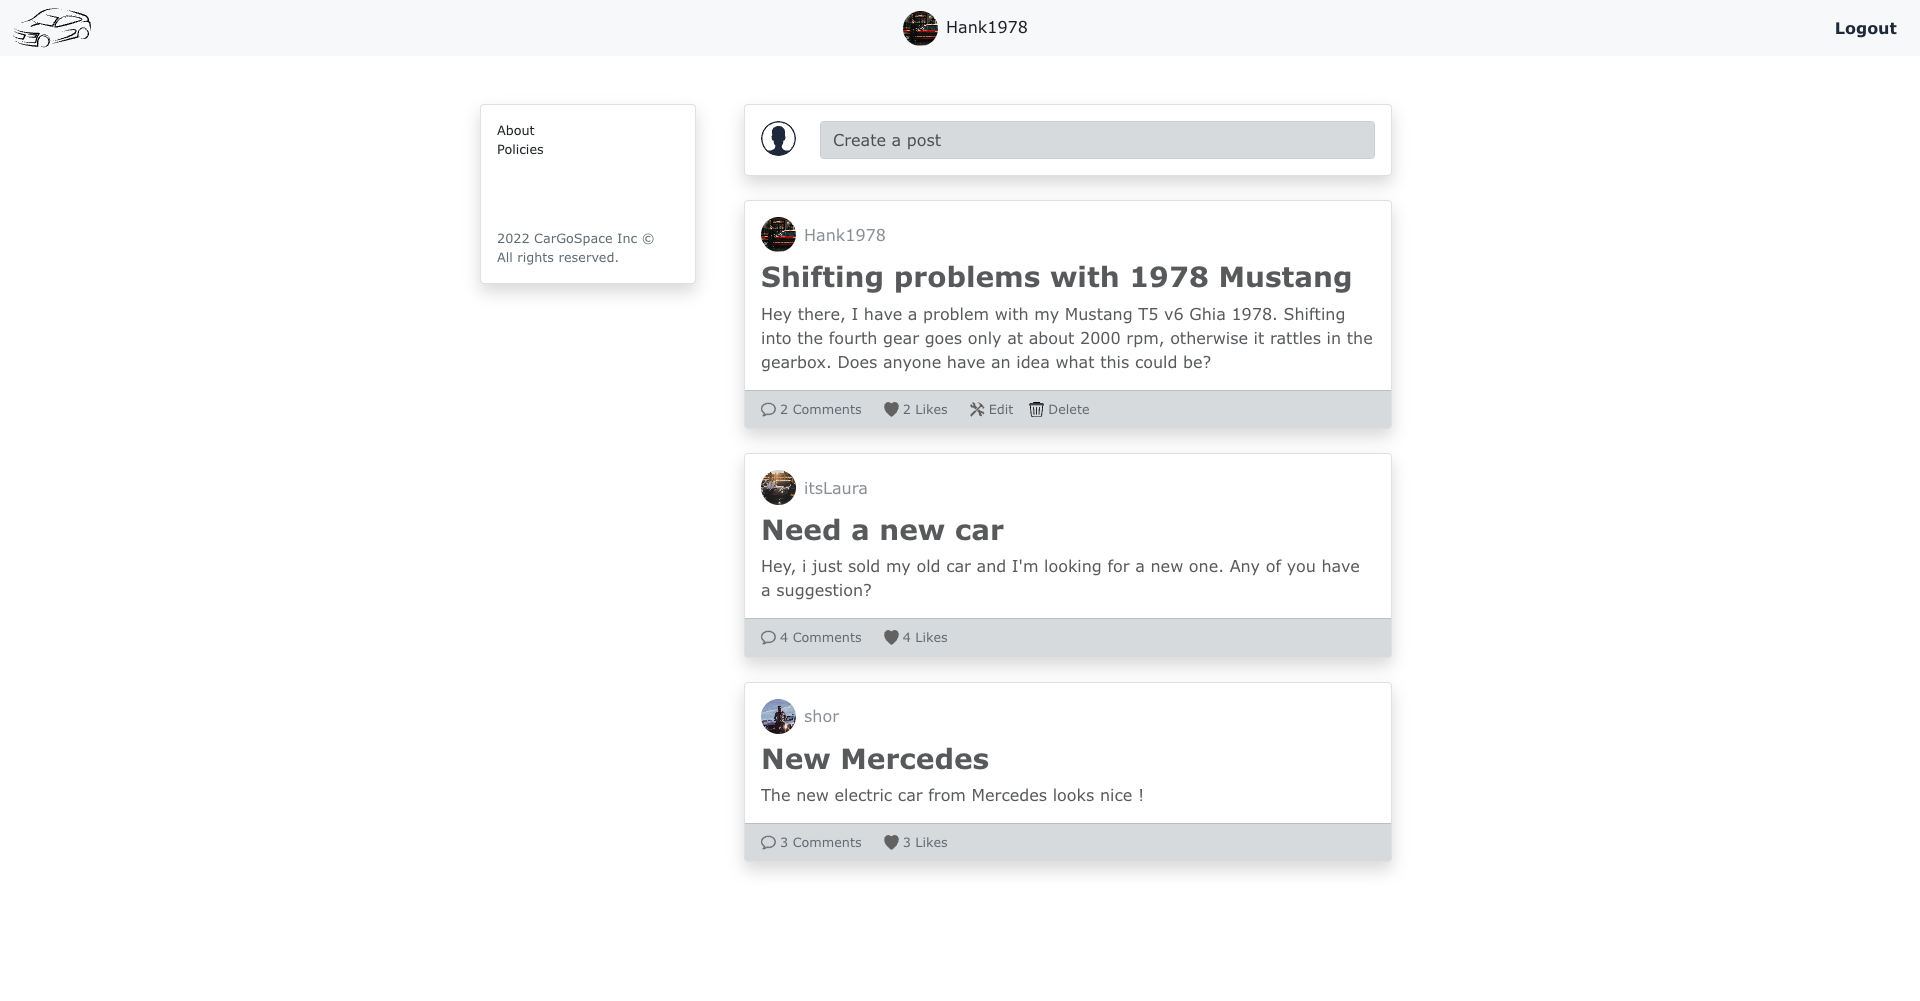 Hank1978
Logout
About
Policies
2022 CarGoSpace Inc ©
All rights reserved.
Create a post
Hank1978
Shifting problems with 1978 Mustang
Hey there, I have a problem with my Mustang T5 v6 Ghia 1978. Shifting
into the fourth gear goes only at about 2000 rpm, otherwise it rattles in the
gearbox. Does anyone have an idea what this could be?
2 Comments 2 Likes Edit Delete
itsLaura
Need a new car
Hey, i just sold my old car and I'm looking for a new one. Any of you have
a suggestion?
4 Comments 4 Likes
shor
New Mercedes
The new electric car from Mercedes looks nice !
3 Comments 3 Likes